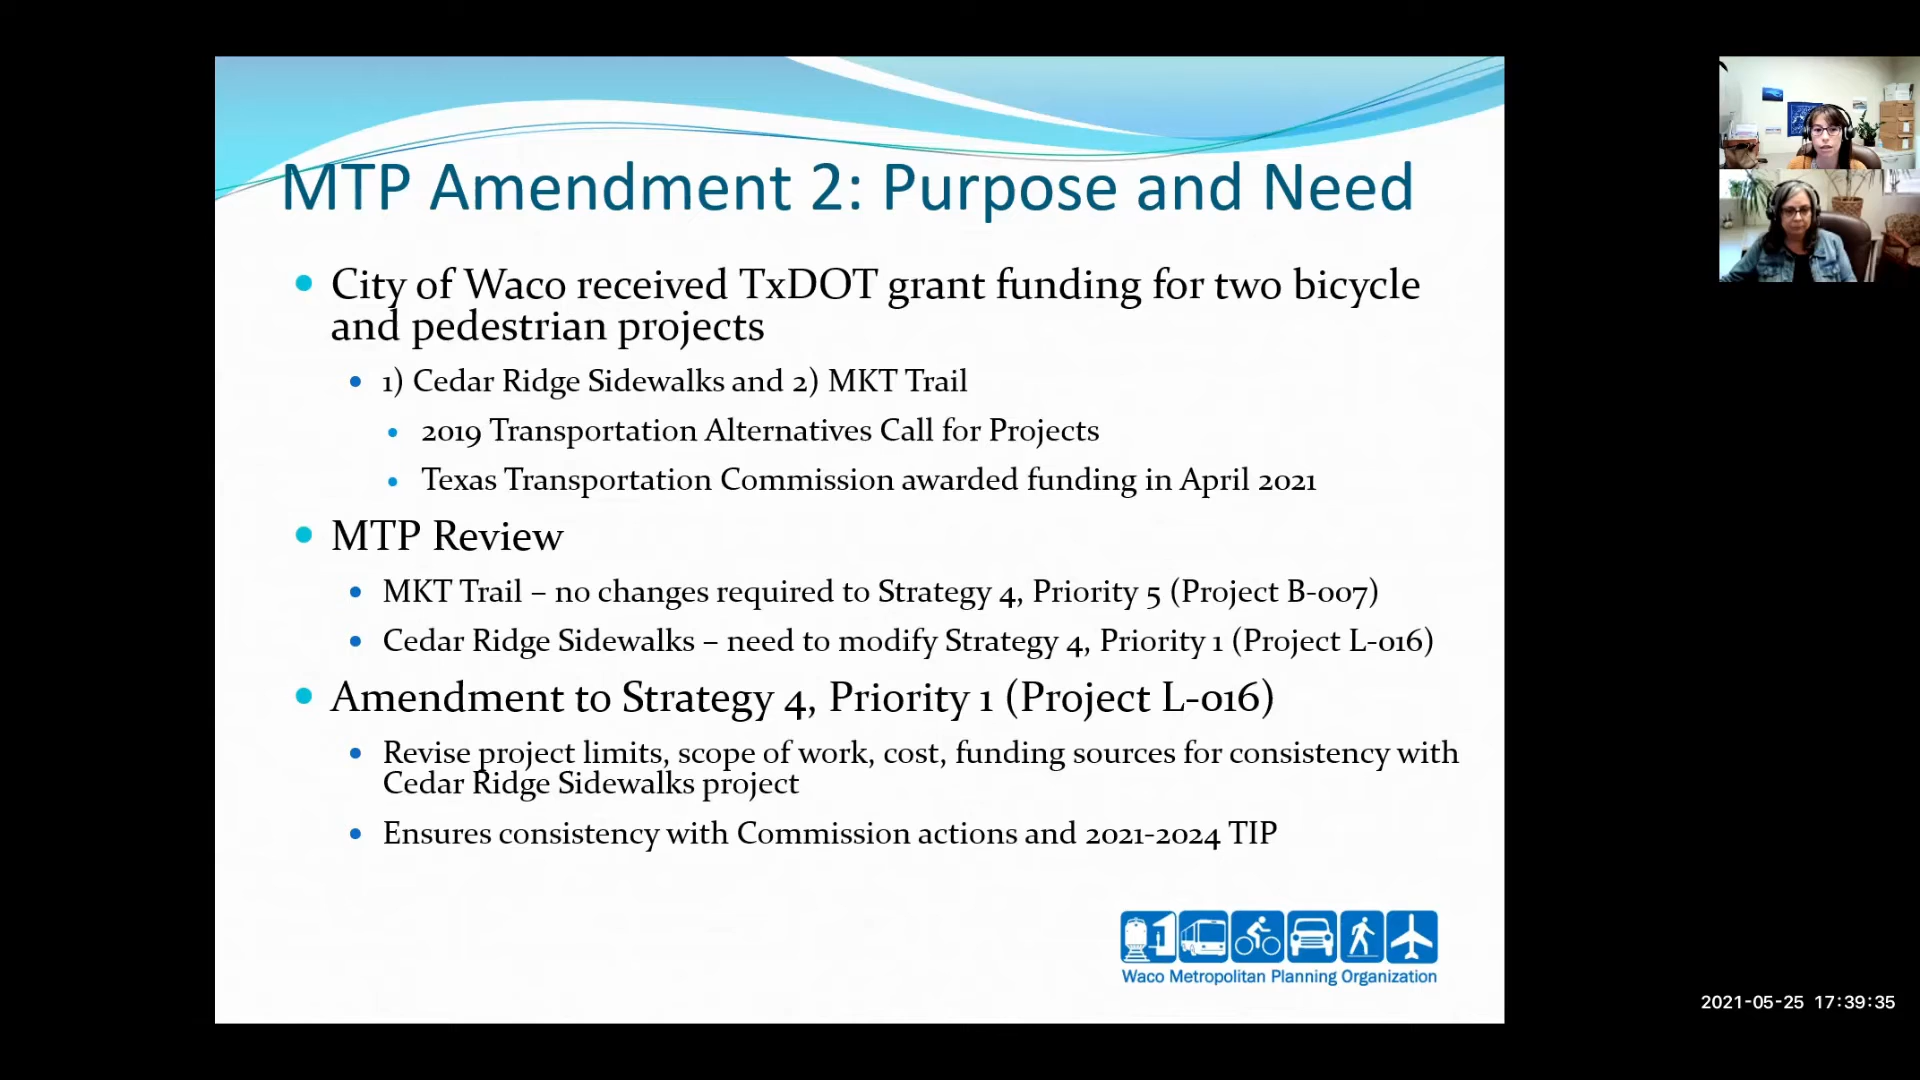 MTP Amendment 2: Purpose and Need
City of Waco received TxDOT grant funding for two bicycle
and pedestrian projects
1) Cedar Ridge Sidewalks and 2) MKT Trail
2019 Transportation Alternatives Call for Projects
Texas Transportation Commission awarded funding in April 2021
MTP Review
MKT Trail – no changes required to Strategy 4, Priority 5 (Project B-007)
Cedar Ridge Sidewalks – need to modify Strategy 4, Priority 1 (Project L-016)
Amendment to Strategy 4, Priority 1 (Project L-016)
Revise project limits, scope of work, cost, funding sources for consistency with
Cedar Ridge Sidewalks project
Ensures consistency with Commission actions and 2021-2024 TIP
Waco Metropolitan Planning Organization
2021-05-25 17:39:35